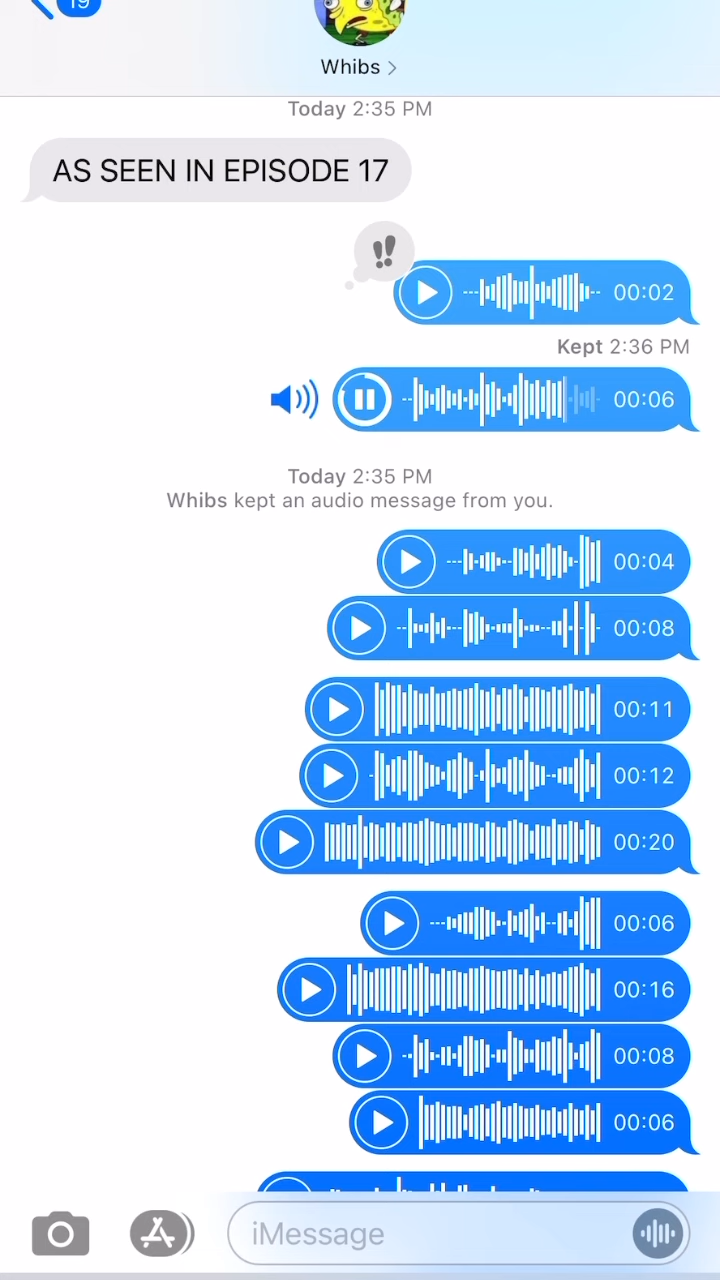 19
Whibs >
Today 2:35 PM
AS SEEN IN EPISODE 17
!!
00:02
Kept 2:36 PM
00:06
Today 2:35 PM
Whibs kept an audio message from you.
00:04
00:08
00:11
00:12
00:20
00:06
00:16
00:08
00:06
iMessage